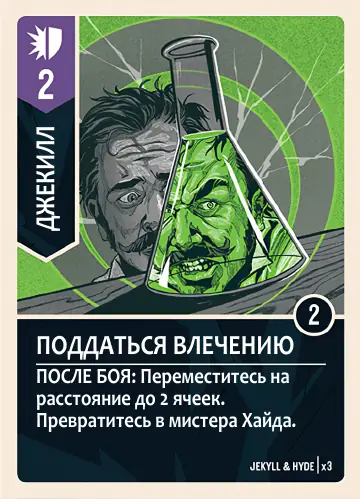 2
ДЖЕКИЛЛ
2
ПОДДАТЬСЯ ВЛЕЧЕНИЮ
ПОСЛЕ БОЯ: Переместитесь на
расстояние до 2 ячеек.
Превратитесь в мистера Хайда.
JEKYLL & HYDE | x3